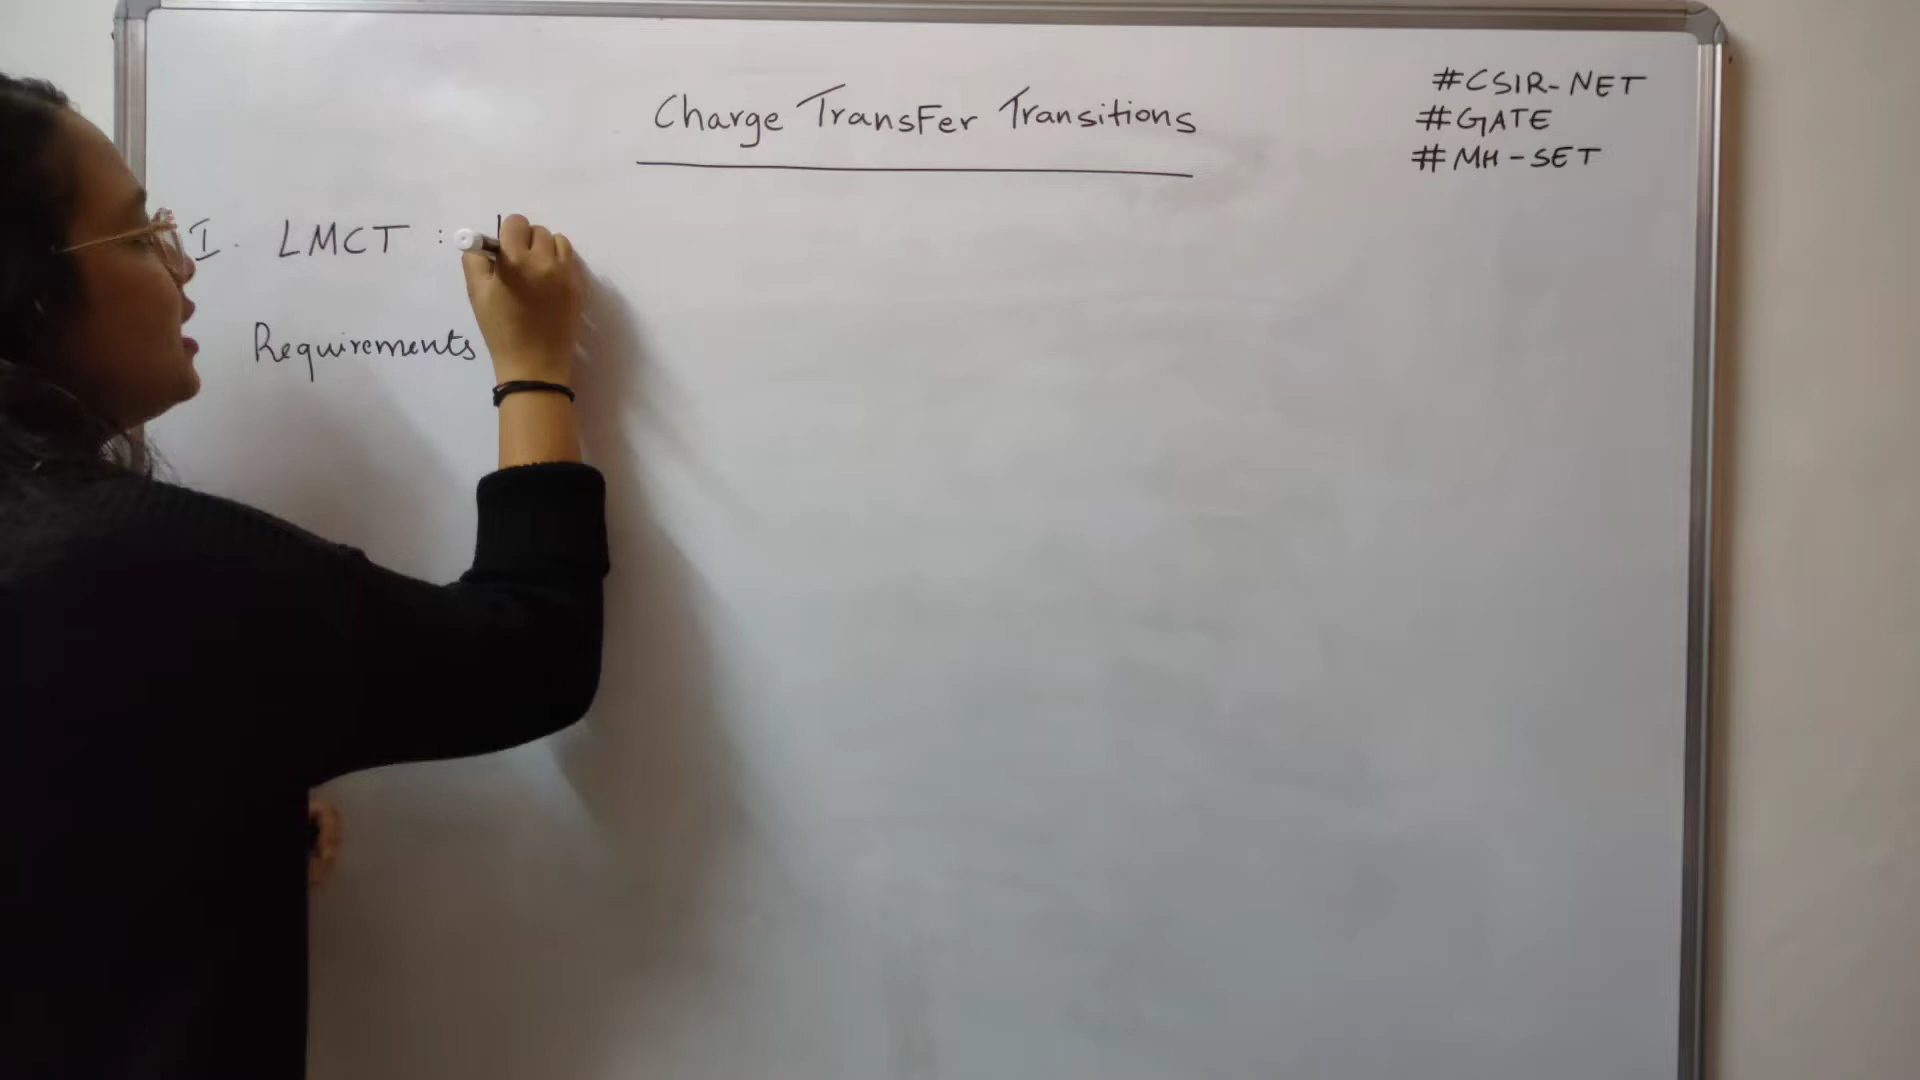 Charge Transfer Transitions
#CSIR-NET
#GATE
#MH-SET
I. LMCT :
Requirements